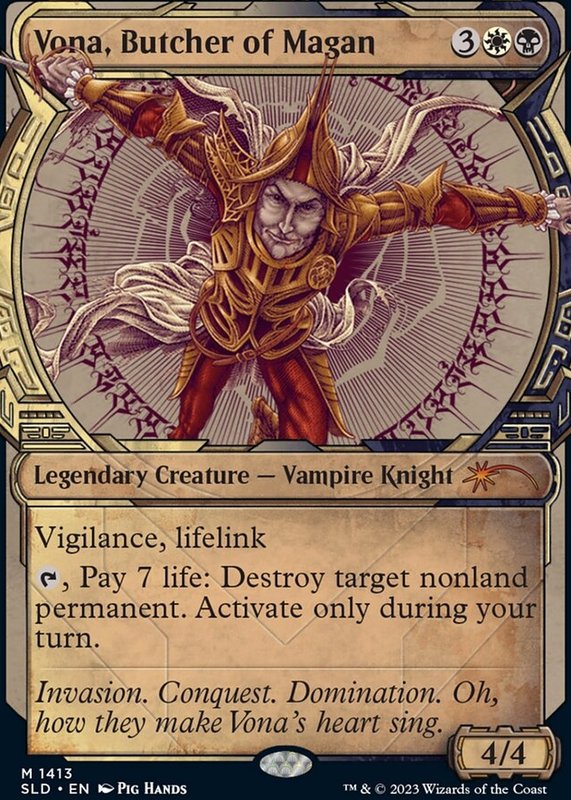 Vona, Butcher of Magan 3
Legendary Creature — Vampire Knight
Vigilance, lifelink
, Pay 7 life: Destroy target nonland
permanent. Activate only during your
turn.
Invasion. Conquest. Domination. Oh,
how they make Vona's heart sing.
4/4
M 1413
SLD • EN Pig Hands
™ & © 2023 Wizards of the Coast